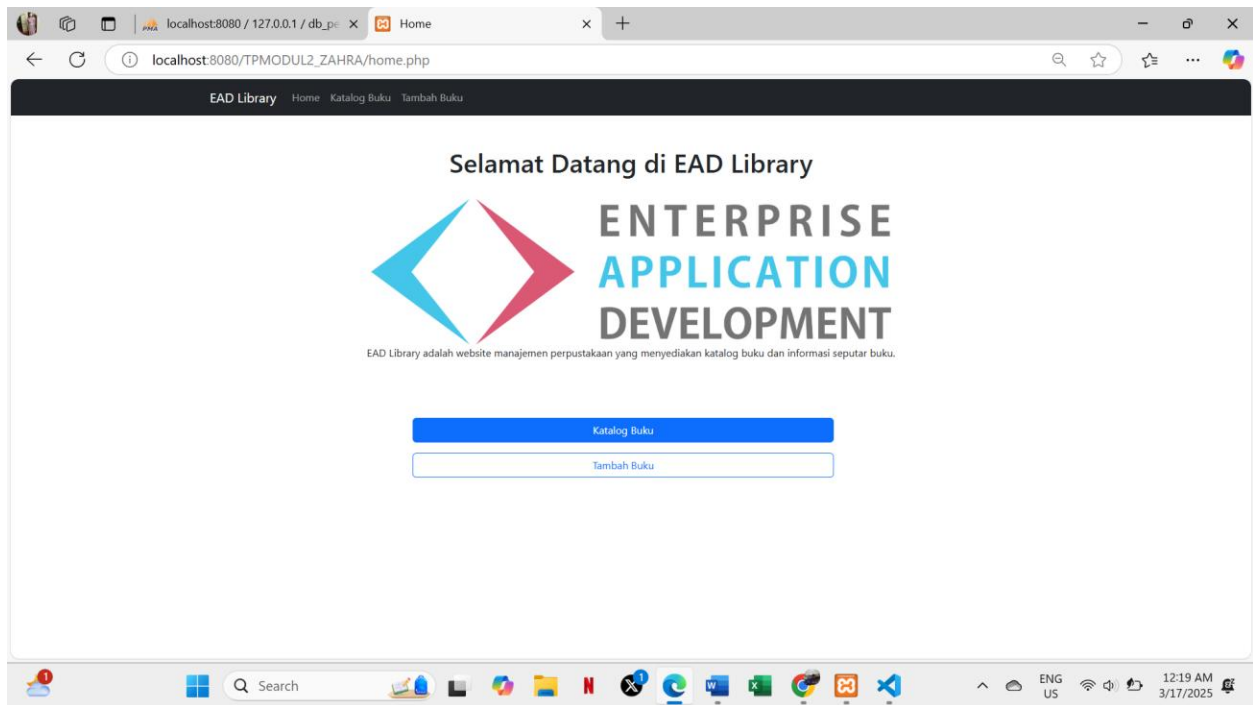 localhost:8080 / 127.0.0.1 / db_pe
Home
localhost:8080/TPMODUL2_ZAHRA/home.php
EAD Library Home Katalog Buku Tambah Buku
Selamat Datang di EAD Library
ENTERPRISE
APPLICATION
DEVELOPMENT
EAD Library adalah website manajemen perpustakaan yang menyediakan katalog buku dan informasi seputar buku.
Katalog Buku
Tambah Buku
Search
ENG
US
12:19 AM
3/17/2025